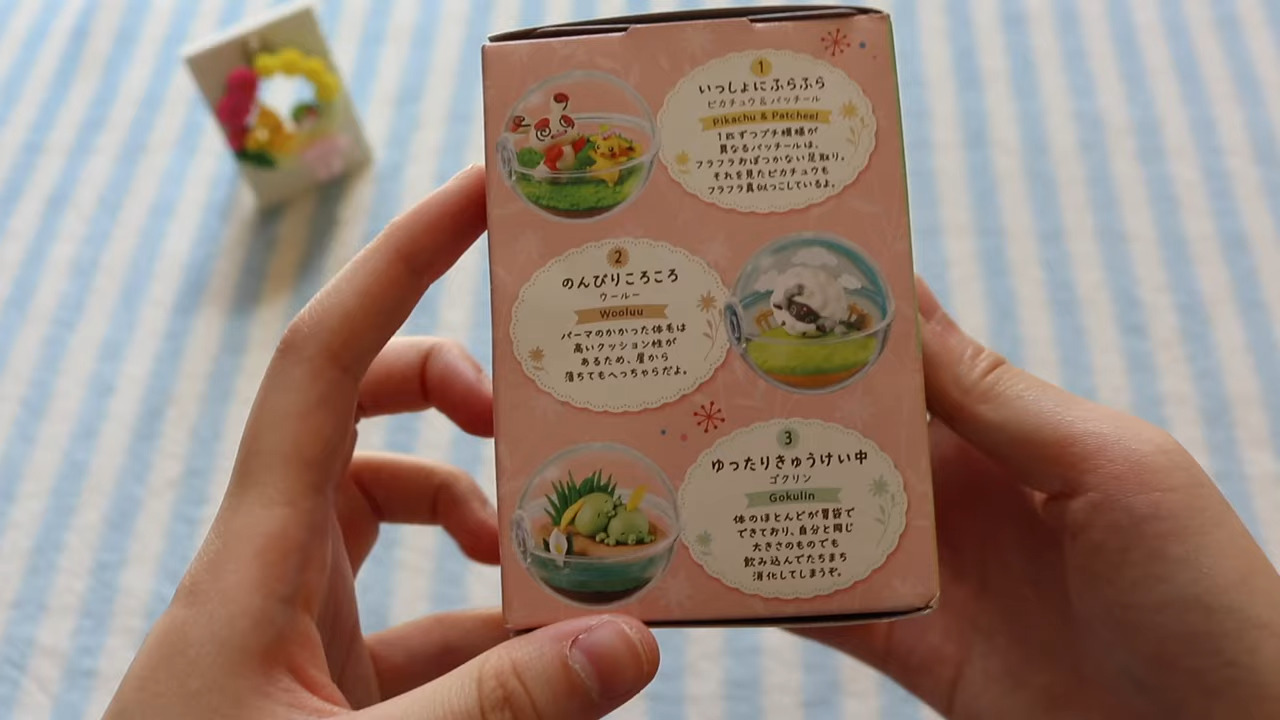 1
いっしょにふらふら
ピカチュウ&パッチール
Pikachu & Patcheel
1匹ずつブチ模様が
異なるパッチールは、
フラフラおぼつかない足取り。
それを見たピカチュウも
フラフラ真似っこしているよ。
2
のんびりころころ
ウールー
Wooluu
パーマのかかった体毛は
高いクッション性が
あるため、崖から
落ちてもへっちゃらだよ。
3
ゆったりきゅうけい中
ゴクリン
Gokulin
体のほとんどが胃袋で
できており、自分と同じ
大きさのものでも
飲み込んでたちまち
消化してしまうぞ。